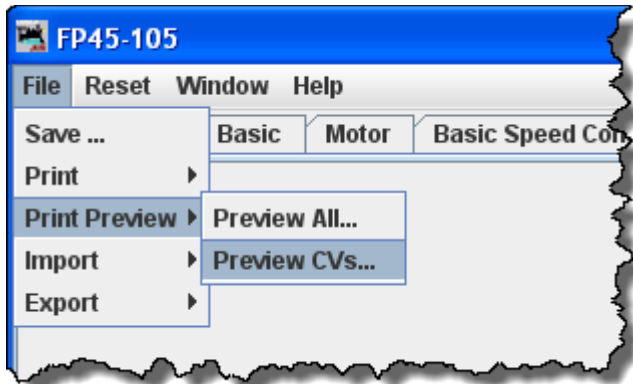 FP45-105
File Reset Window Help
Save ... Basic Motor Basic Speed Con
Print
Print Preview Preview All...
Import Preview CVs...
Export